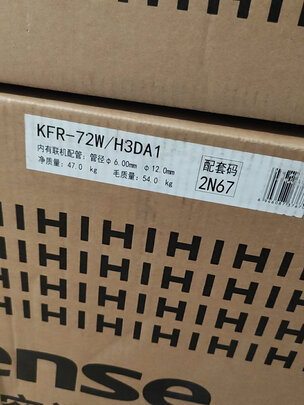 KFR-72W/H3DA1
内有联机配管: 管径Φ 6.00mm Φ 12.0mm
净质量: 47.0 kg 毛质量: 54.0 kg
配套码
2N67
HIHIHIHI
ense